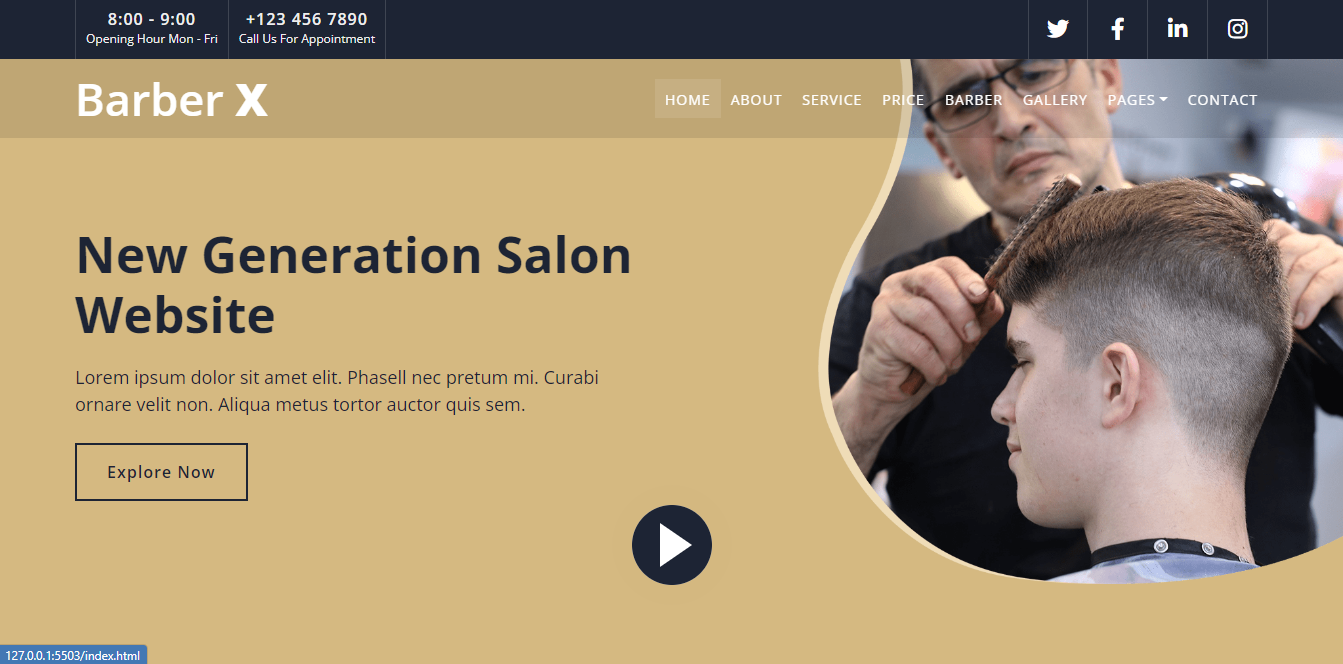 8:00 - 9:00
Opening Hour Mon - Fri
+123 456 7890
Call Us For Appointment
Barber X
HOME ABOUT SERVICE PRICE BARBER GALLERY PAGES CONTACT
New Generation Salon
Website
Lorem ipsum dolor sit amet elit. Phasell nec pretum mi. Curabi
ornare velit non. Aliqua metus tortor auctor quis sem.
Explore Now
127.0.0.1:5503/index.html